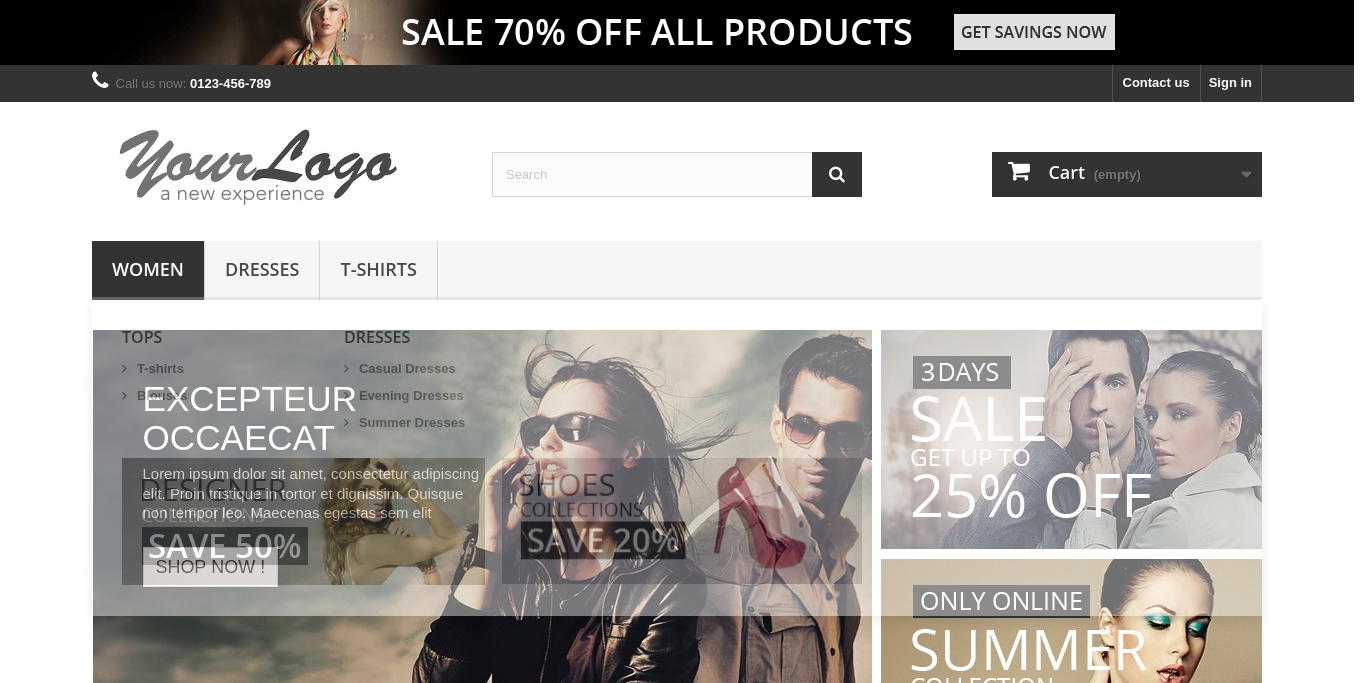 SALE 70% OFF ALL PRODUCTS GET SAVINGS NOW
Call us now: 0123-456-789 Contact us Sign in
YourLogo
a new experience
Search
Cart (empty)
WOMEN DRESSES T-SHIRTS
TOPS DRESSES
T-shirts Casual Dresses
Blouses Evening Dresses
Summer Dresses
EXCEPTEUR
OCCAECAT
Lorem ipsum dolor sit amet, consectetur adipiscing
elit. Proin tristique in tortor et dignissim. Quisque
non tempor leo. Maecenas egestas sem elit
SHOP NOW !
DESIGNER
COLLECTIONS
SAVE 50%
SHOES
COLLECTIONS
SAVE 20%
3 DAYS
SALE
GET UP TO
25% OFF
ONLY ONLINE
SUMMER
COLLECTION